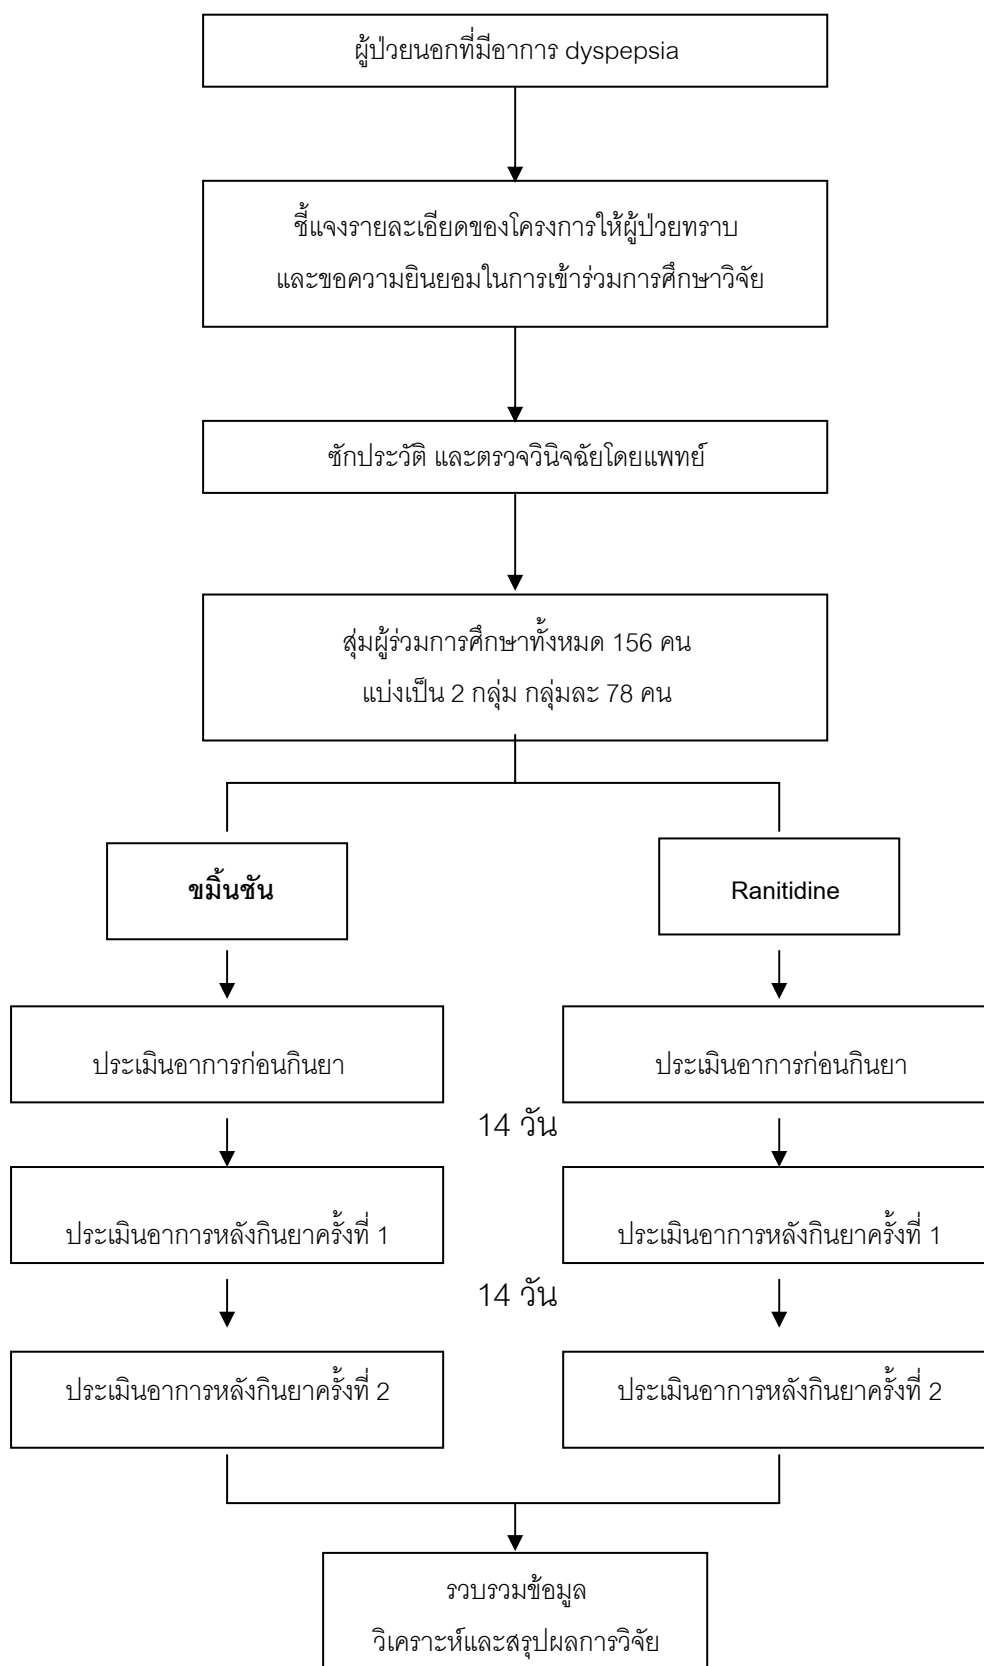 ผู้ป่วยนอกที่มีอาการ dyspepsia
ชี้แจงรายละเอียดของโครงการให้ผู้ป่วยทราบ
และขอความยินยอมในการเข้าร่วมการศึกษาวิจัย
ซักประวัติ และตรวจวินิจฉัยโดยแพทย์
สุ่มผู้ร่วมการศึกษาทั้งหมด 156 คน
แบ่งเป็น 2 กลุ่ม กลุ่มละ 78 คน
ขมิ้นชัน
Ranitidine
ประเมินอาการก่อนกินยา
ประเมินอาการก่อนกินยา
14 วัน
ประเมินอาการหลังกินยาครั้งที่ 1
ประเมินอาการหลังกินยาครั้งที่ 1
14 วัน
ประเมินอาการหลังกินยาครั้งที่ 2
ประเมินอาการหลังกินยาครั้งที่ 2
รวบรวมข้อมูล
วิเคราะห์และสรุปผลการวิจัย